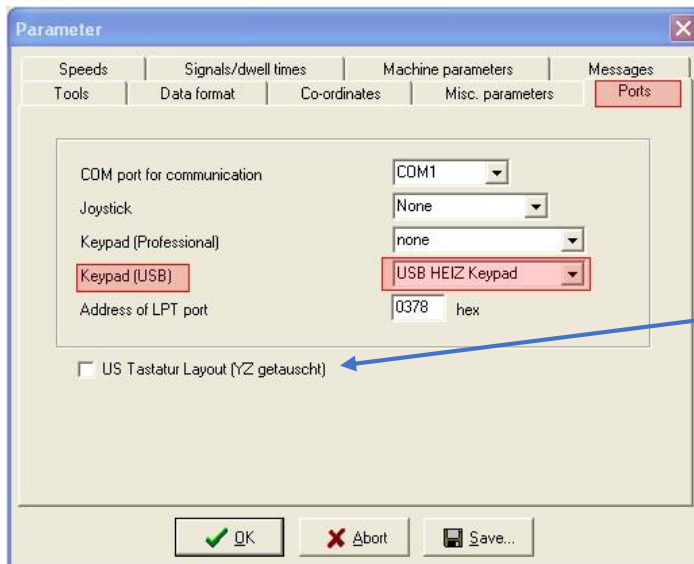 Parameter
Speeds Signals/dwell times Machine parameters Messages
Tools Data format Co-ordinates Misc. parameters Ports
COM port for communication COM1
Joystick None
Keypad (Professional) none
Keypad (USB) USB HEIZ Keypad
Address of LPT port 0378 hex
US Tastatur Layout (YZ getauscht)
OK Abort Save...